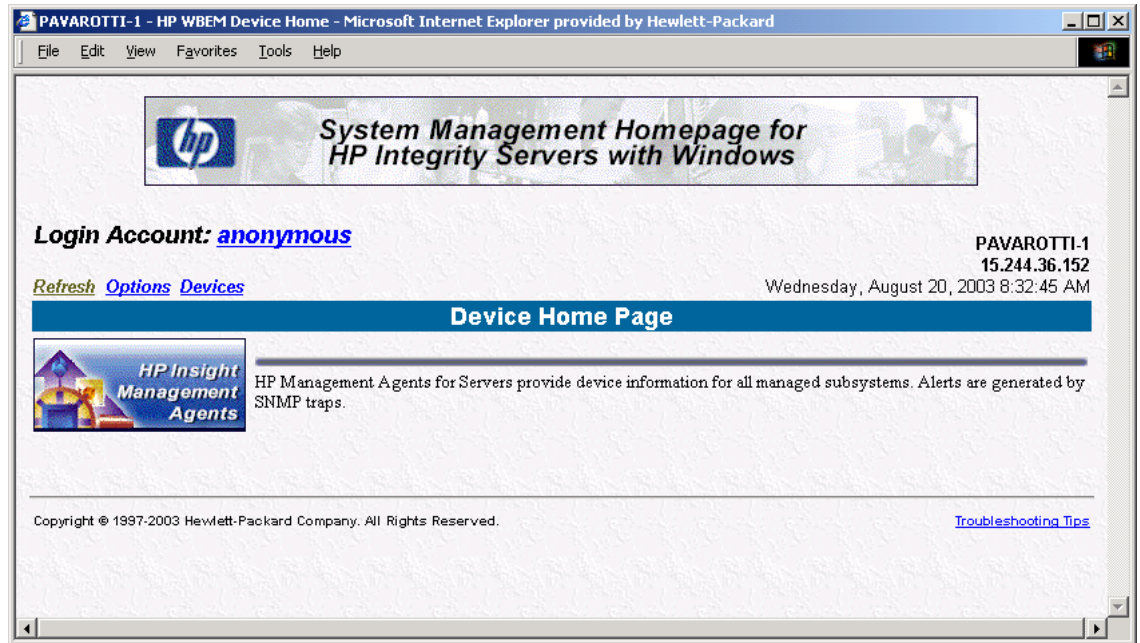 PAVAROTTI-1 - HP WBEM Device Home - Microsoft Internet Explorer provided by Hewlett-Packard
File Edit View Favorites Tools Help
hp
System Management Homepage for
HP Integrity Servers with Windows
Login Account: anonymous
PAVAROTTI-1
15.244.36.152
Refresh Options Devices
Wednesday, August 20, 2003 8:32:45 AM
Device Home Page
HP Insight
Management
Agents
HP Management Agents for Servers provide device information for all managed subsystems. Alerts are generated by
SNMP traps.
Copyright © 1997-2003 Hewlett-Packard Company. All Rights Reserved.
Troubleshooting Tips